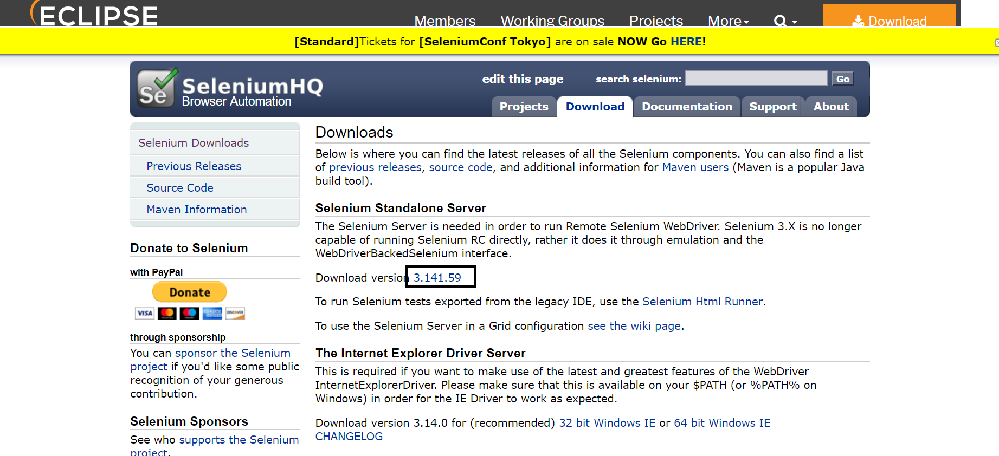 ECLIPSE
Members Working Groups Projects More Download
[Standard]Tickets for [SeleniumConf Tokyo] are on sale NOW Go HERE!
Se
SeleniumHQ
Browser Automation
edit this page search selenium: Go
Projects Download Documentation Support About
Selenium Downloads
Previous Releases
Source Code
Maven Information
Donate to Selenium
with PayPal
Donate
VISA DISCOVER
through sponsorship
You can sponsor the Selenium
project if you'd like some public
recognition of your generous
contribution.
Selenium Sponsors
See who supports the Selenium
project.
Downloads
Below is where you can find the latest releases of all the Selenium components. You can also find a list
of previous releases, source code, and additional information for Maven users (Maven is a popular Java
build tool).
Selenium Standalone Server
The Selenium Server is needed in order to run Remote Selenium WebDriver. Selenium 3.X is no longer
capable of running Selenium RC directly, rather it does it through emulation and the
WebDriverBackedSelenium interface.
Download version 3.141.59
To run Selenium tests exported from the legacy IDE, use the Selenium Html Runner.
To use the Selenium Server in a Grid configuration see the wiki page.
The Internet Explorer Driver Server
This is required if you want to make use of the latest and greatest features of the WebDriver
InternetExplorerDriver. Please make sure that this is available on your $PATH (or %PATH% on
Windows) in order for the IE Driver to work as expected.
Download version 3.14.0 for (recommended) 32 bit Windows IE or 64 bit Windows IE
CHANGELOG